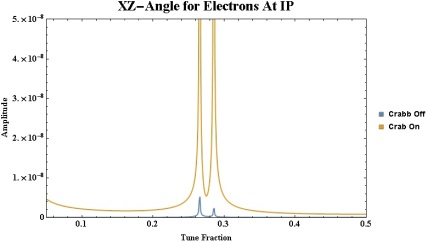 XZ-Angle for Electrons At IP
5. × 10⁻⁸
4. × 10⁻⁸
3. × 10⁻⁸
2. × 10⁻⁸
1. × 10⁻⁸
0
Amplitude
0.1 0.2 0.3 0.4 0.5
Tune Fraction
Crabb Off
Crab On